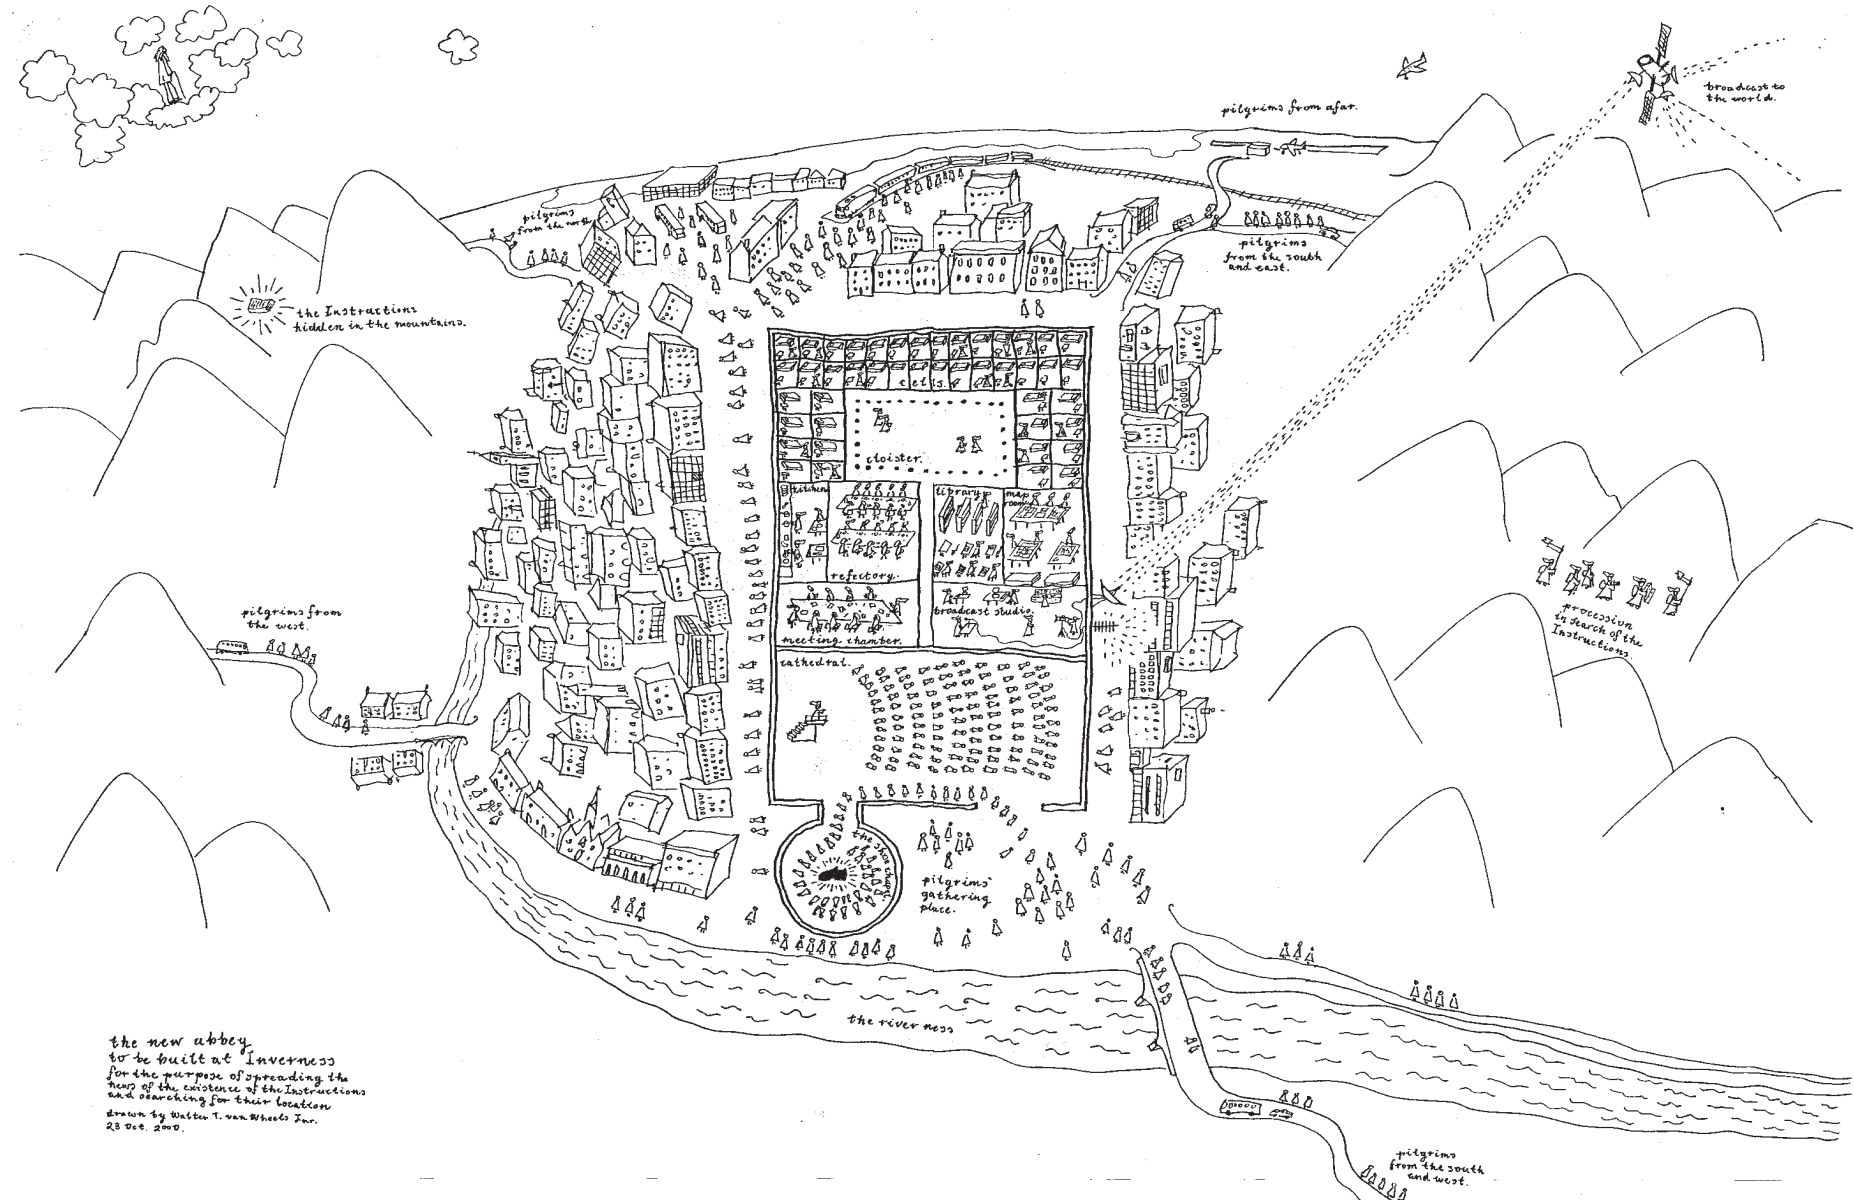 broadcast to
the world.
pilgrims from afar.
pilgrims
from the north
pilgrims
from the south
and east.
the Instructions
hidden in the mountains.
cells.
cloister.
kitchen
library
map
room
refectory.
broadcast studio.
meeting chamber.
procession
in search of the
Instructions.
pilgrims from
the west.
cathedral.
the shoe chapel.
pilgrims'
gathering
place.
the river ness
the new abbey
to be built at Inverness
for the purpose of spreading the
news of the existence of the Instructions
and searching for their location
drawn by Walter T. van Wheels Jnr.
23 Oct. 2000.
pilgrims
from the south
and west.